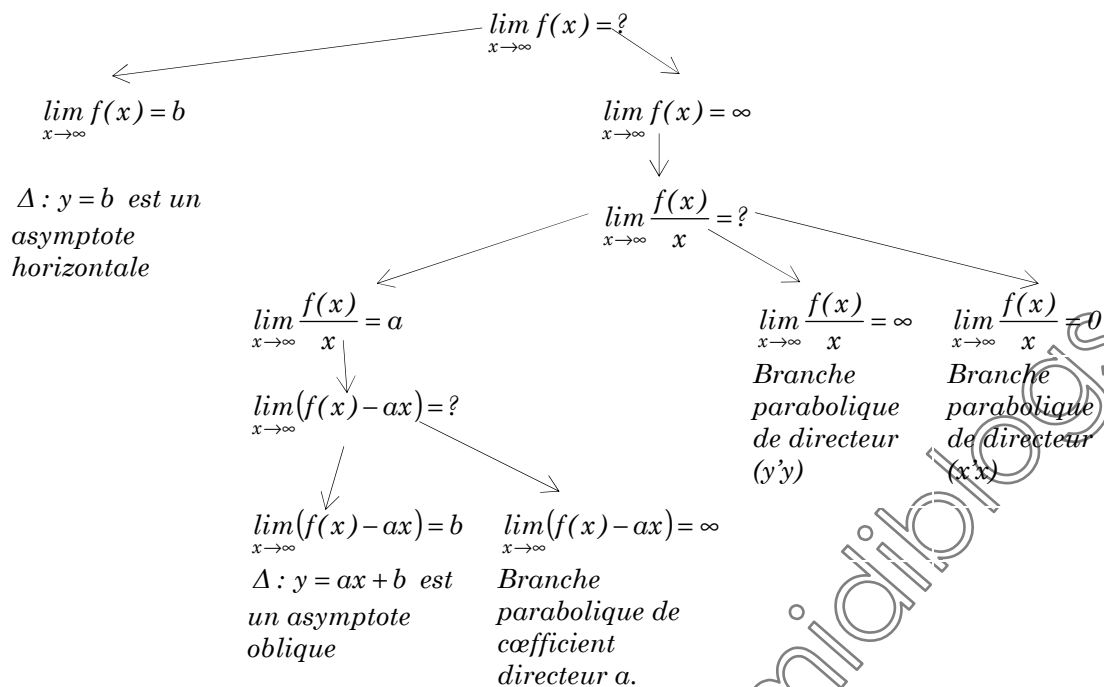 lim f(x) = ?
x→∞
lim f(x) = b
x→∞
lim f(x) = ∞
x→∞
Δ : y = b est un
asymptote
horizontale
lim f(x)/x = ?
x→∞
lim f(x)/x = a
x→∞
lim f(x)/x = ∞
x→∞
Branche
parabolique
de directeur
(y'y)
lim f(x)/x = 0
x→∞
Branche
parabolique
de directeur
(x'x)
lim(f(x) − ax) = ?
x→∞
lim(f(x) − ax) = b
x→∞
Δ : y = ax + b est
un asymptote
oblique
lim(f(x) − ax) = ∞
x→∞
Branche
parabolique de
cœfficient
directeur a.
midiblogs